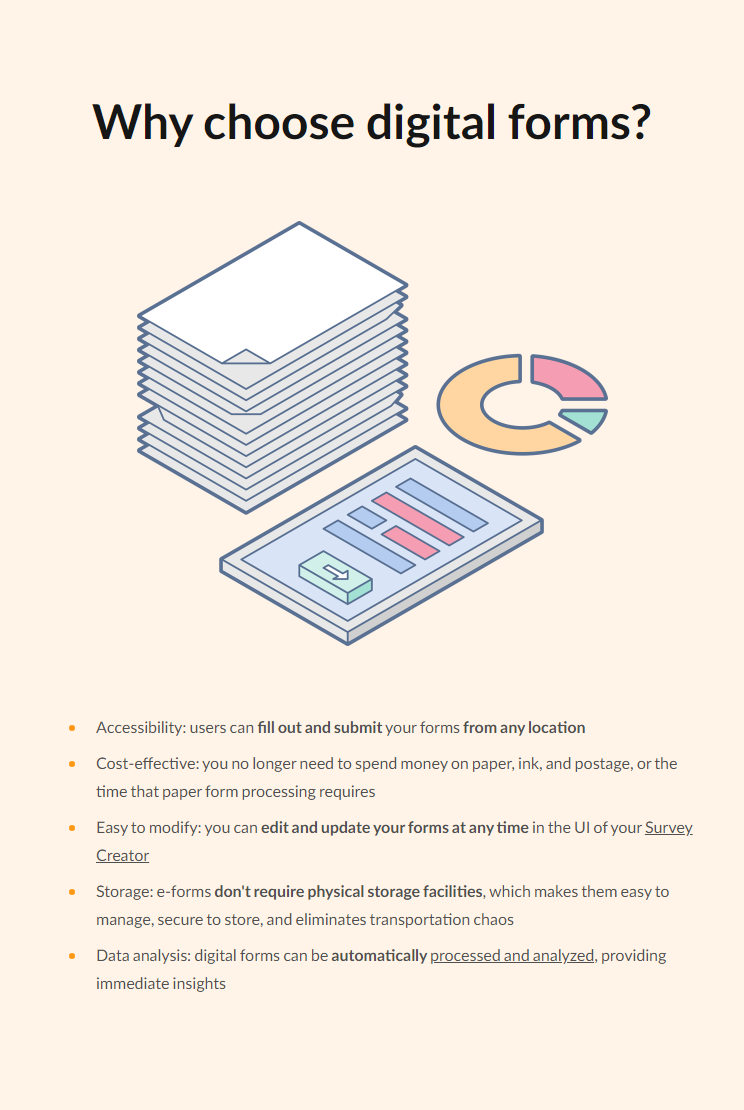 Why choose digital forms?
Accessibility: users can fill out and submit your forms from any location
Cost-effective: you no longer need to spend money on paper, ink, and postage, or the
time that paper form processing requires
Easy to modify: you can edit and update your forms at any time in the UI of your Survey
Creator
Storage: e-forms don't require physical storage facilities, which makes them easy to
manage, secure to store, and eliminates transportation chaos
Data analysis: digital forms can be automatically processed and analyzed, providing
immediate insights